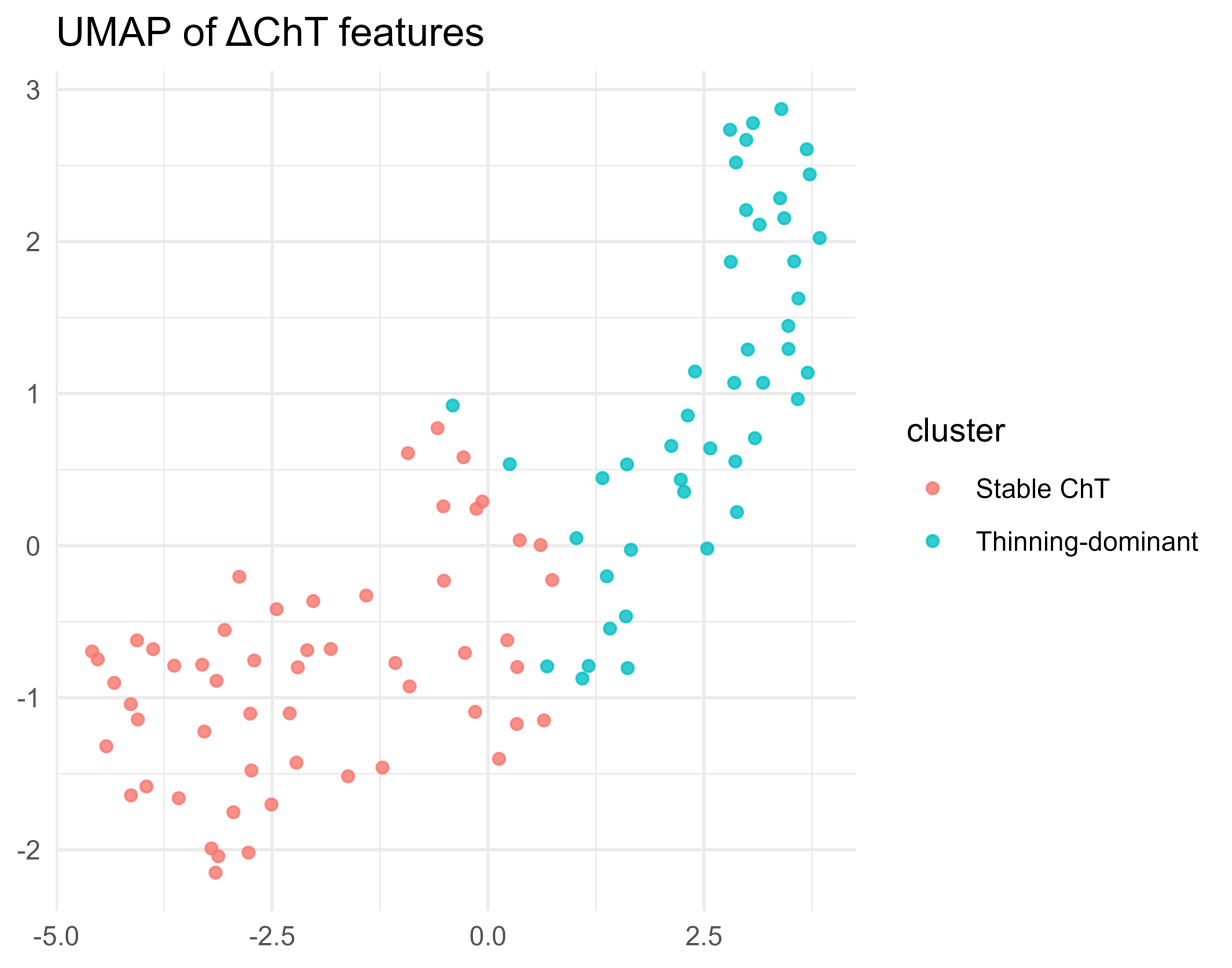 UMAP of ΔChT features
3
2
1
0
-1
-2
-5.0
-2.5
0.0
2.5
cluster
Stable ChT
Thinning-dominant